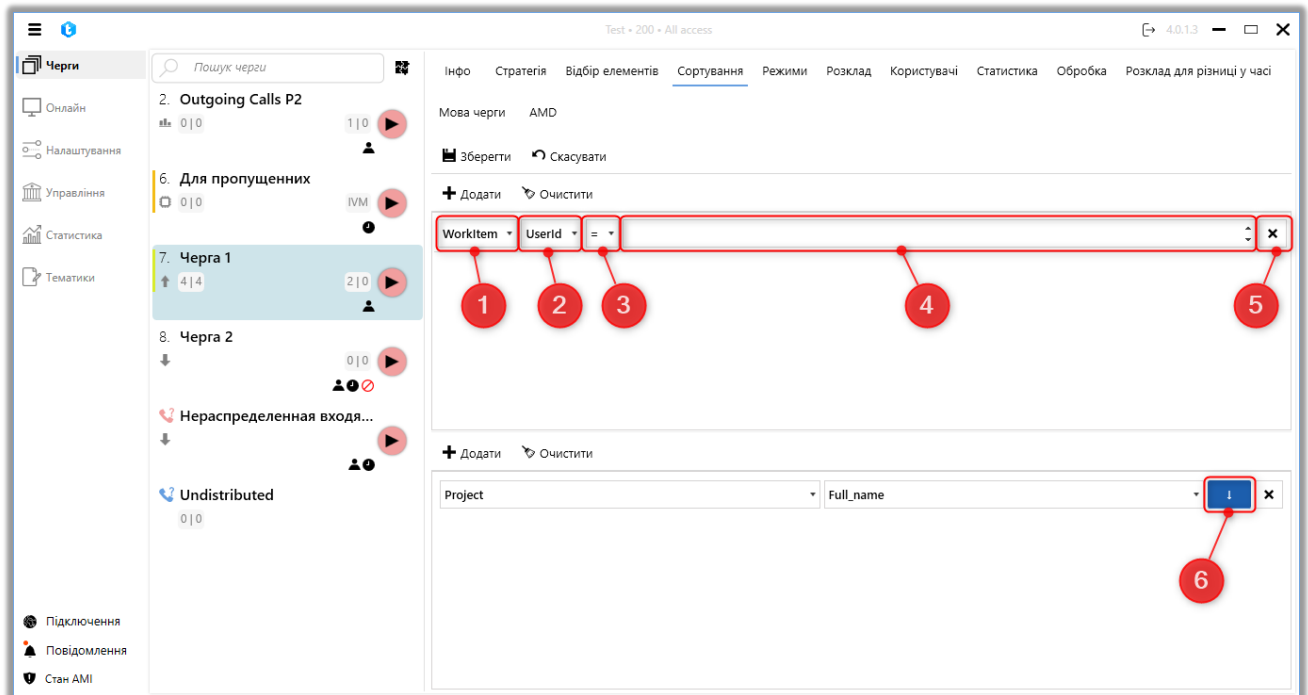 Test • 200 • All access
4.0.1.3
Черги
Онлайн
Налаштування
Управління
Статистика
Тематики
Підключення
Повідомлення
Стан AMI
Пошук черги
2. Outgoing Calls P2
0|0 1|0
6. Для пропущенних
0|0 IVM
7. Черга 1
4|4 2|0
8. Черга 2
0|0
Нераспределенная входя...
Undistributed
0|0
Інфо Стратегія Відбір елементів Сортування Режими Розклад Користувачі Статистика Обробка Розклад для різниці у часі
Мова черги AMD
Зберегти Скасувати
Додати Очистити
WorkItem UserId =
1 2 3 4 5
Додати Очистити
Project Full_name
6